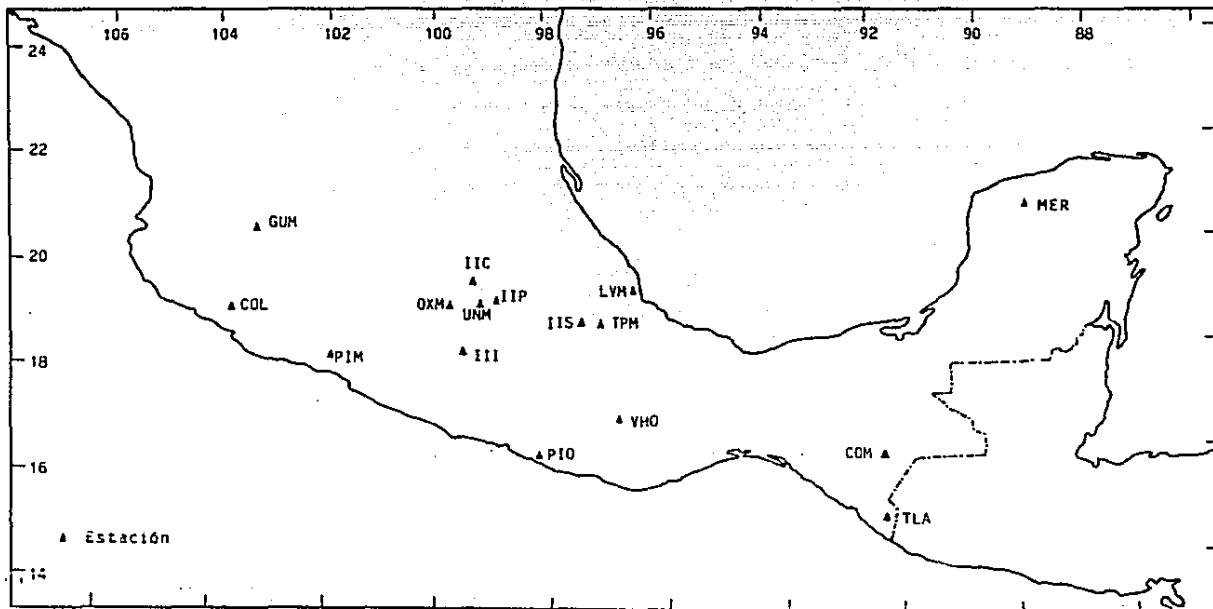 106 104 102 100 98 96 94 92 90 88
24
22
GUM
MER
20
IIC
OXM
UNM
IIP
LVM
COL
IIS
TPM
18
PIM
III
VHO
16
PIO
COM
TLA
Estación
14